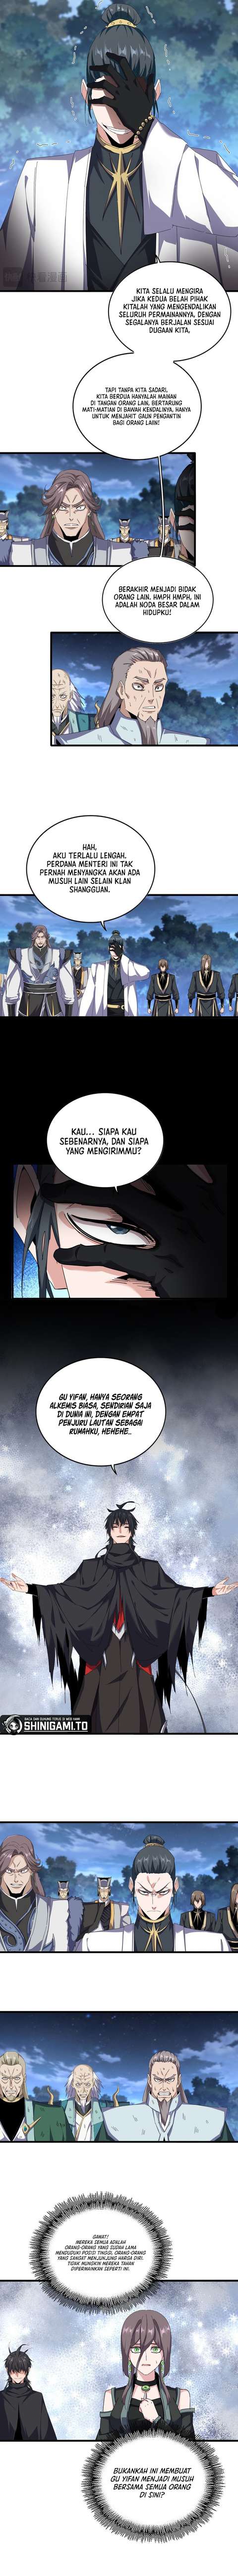 KITA SELALU MENGIRA
JIKA KEDUA BELAH PIHAK
KITALAH YANG MENGENDALIKAN
SELURUH PERMAINANNYA, DENGAN
SEGALANYA BERJALAN SESUAI
DUGAAN KITA,
TAPI TANPA KITA SADARI,
KITA BERDUA HANYALAH MAINAN
DI TANGAN ORANG LAIN. BERTARUNG
MATI-MATIAN DI BAWAH KENDALINYA, HANYA
UNTUK MENJAHIT GAUN PENGANTIN
BAGI ORANG LAIN!
BERAKHIR MENJADI BIDAK
ORANG LAIN. HMPH HMPH, INI
ADALAH NODA BESAR DALAM
HIDUPKU!
HAH,
AKU TERLALU LENGAH.
PERDANA MENTERI INI TAK
PERNAH MENYANGKA AKAN ADA
MUSUH LAIN SELAIN KLAN
SHANGGUAN.
KAU... SIAPA KAU
SEBENARNYA, DAN SIAPA
YANG MENGIRIMMU?
GU YIFAN, HANYA SEORANG
ALKEMIS BIASA, SENDIRIAN SAJA
DI DUNIA INI, DENGAN EMPAT
PENJURU LAUTAN SEBAGAI
RUMAHKU, HEHEHE..
BACA DAN DUKUNG TERUS DI WEB KAMI
SHINIGAMI.TO
GAWAT!
MEREKA SEMUA ADALAH
ORANG-ORANG YANG SUDAH LAMA
MENDUDUKI POSISI TINGGI, ORANG-ORANG
YANG SANGAT MENJUNJUNG HARGA DIRI.
TIDAK MUNGKIN MEREKA TAHAN
DIPERMAINKAN SEPERTI INI.
BUKANKAH INI MEMBUAT
GU YIFAN MENJADI MUSUH
BERSAMA SEMUA ORANG
DI SINI?